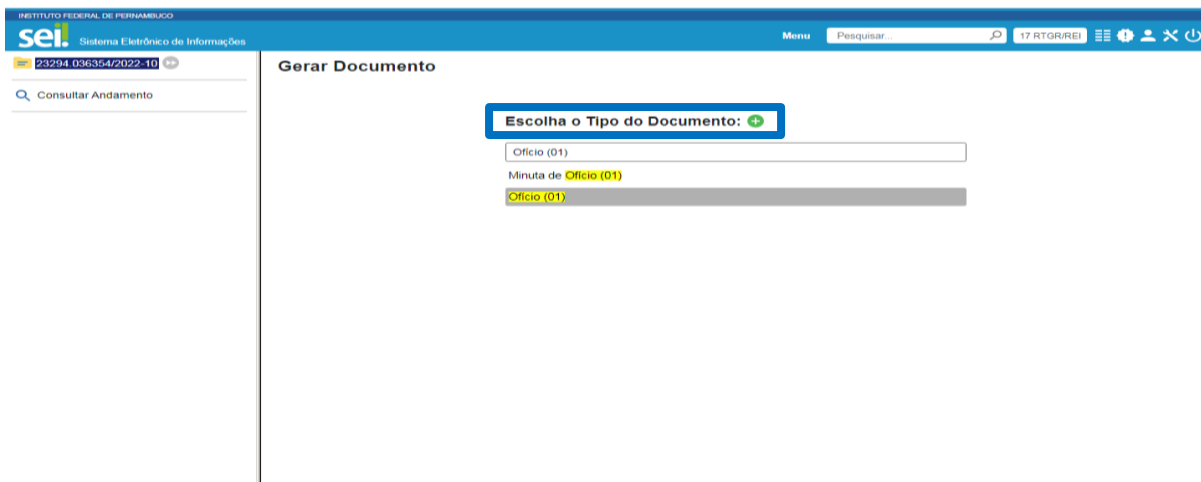 INSTITUTO FEDERAL DE PERNAMBUCO
sei! Sistema Eletrônico de Informações
Menu
Pesquisar...
17 RTGR/REI
23294.036354/2022-10
Consultar Andamento
Gerar Documento
Escolha o Tipo do Documento:
Ofício (01)
Minuta de Ofício (01)
Ofício (01)